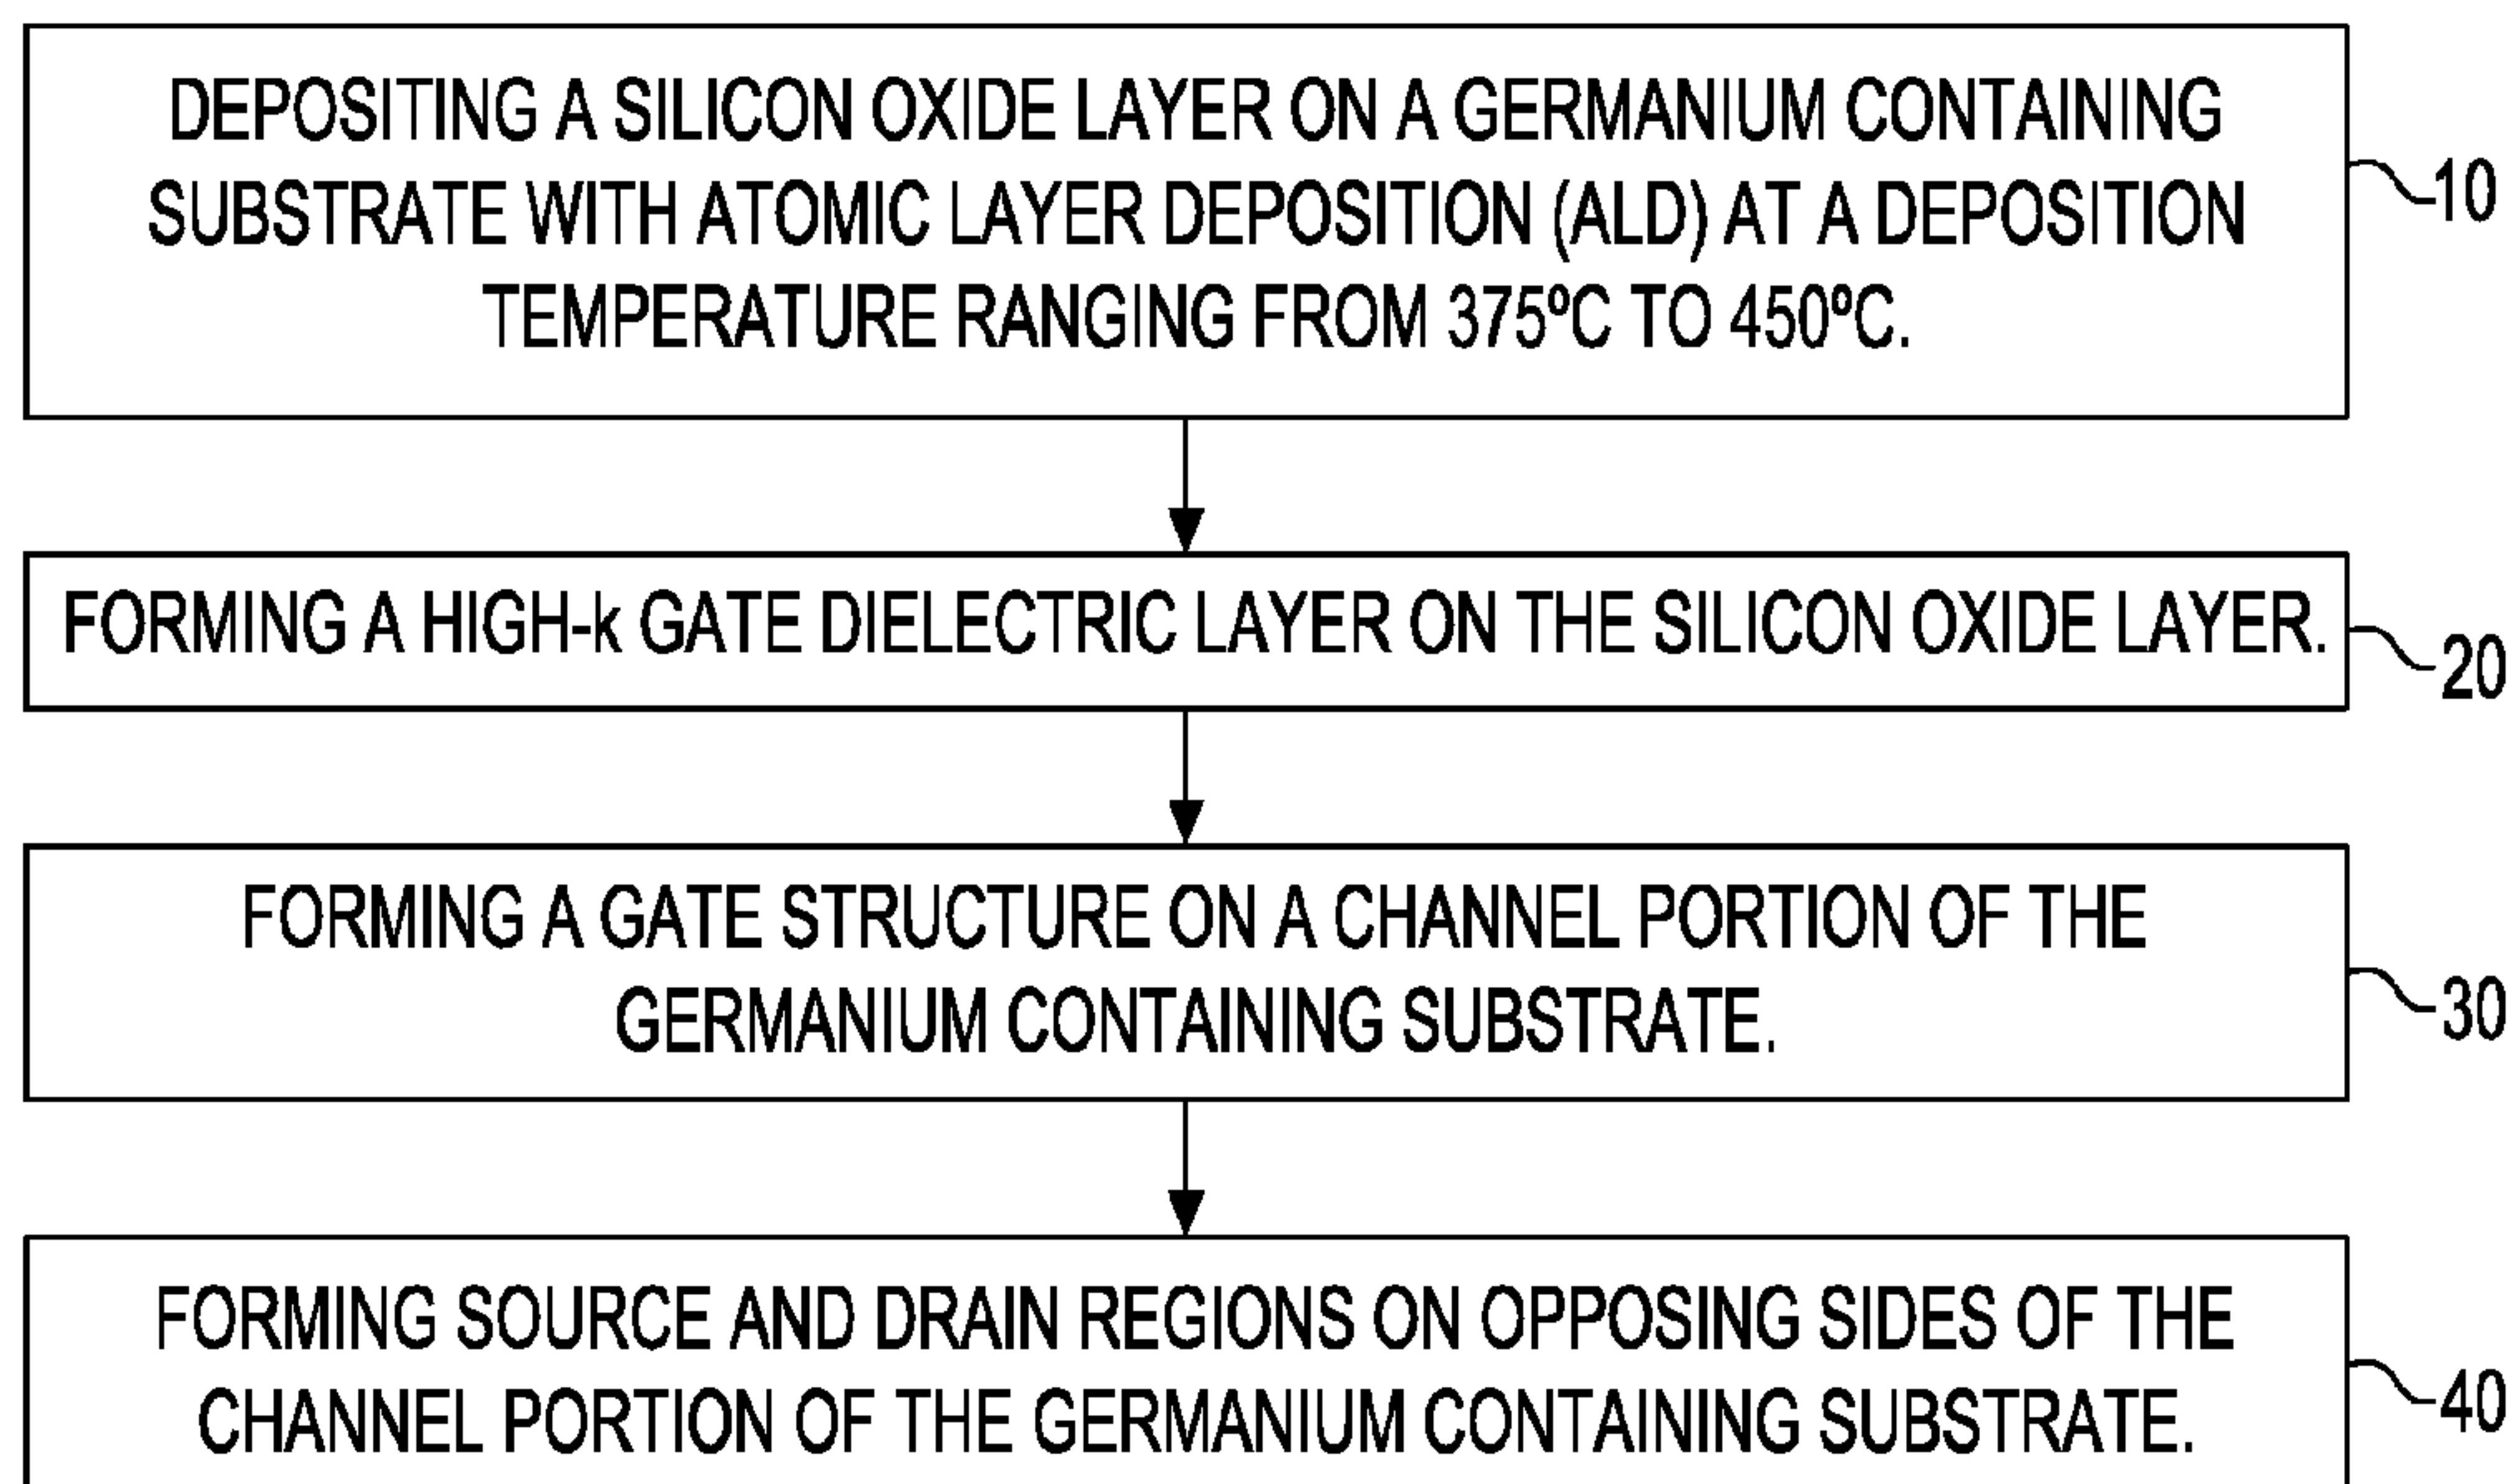 DEPOSITING A SILICON OXIDE LAYER ON A GERMANIUM CONTAINING
SUBSTRATE WITH ATOMIC LAYER DEPOSITION (ALD) AT A DEPOSITION
TEMPERATURE RANGING FROM 375ºC TO 450ºC.
10
FORMING A HIGH-k GATE DIELECTRIC LAYER ON THE SILICON OXIDE LAYER.
20
FORMING A GATE STRUCTURE ON A CHANNEL PORTION OF THE
GERMANIUM CONTAINING SUBSTRATE.
30
FORMING SOURCE AND DRAIN REGIONS ON OPPOSING SIDES OF THE
CHANNEL PORTION OF THE GERMANIUM CONTAINING SUBSTRATE.
40